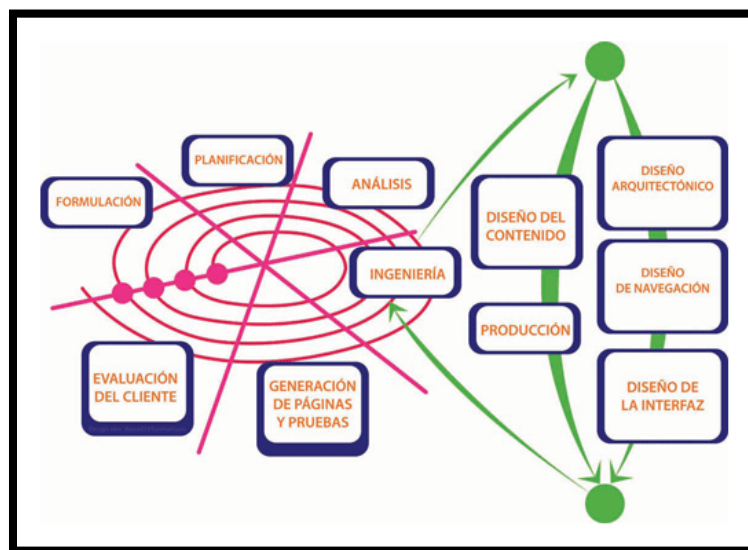 PLANIFICACIÓN
FORMULACIÓN
ANÁLISIS
INGENIERÍA
EVALUACIÓN
DEL CLIENTE
GENERACIÓN
DE PÁGINAS
Y PRUEBAS
DISEÑO DEL
CONTENIDO
PRODUCCIÓN
DISEÑO
ARQUITECTÓNICO
DISEÑO
DE NAVEGACIÓN
DISEÑO DE
LA INTERFAZ